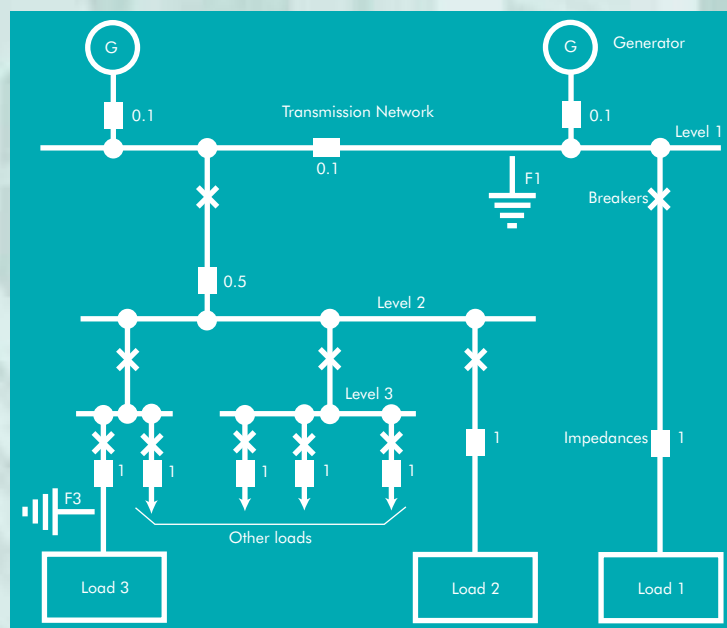 G
G
Generator
0.1
0.1
Transmission Network
Level 1
0.1
F1
Breakers
0.5
Level 2
Level 3
Impedances
1
1
1
1
1
1
1
F3
Other loads
Load 3
Load 2
Load 1